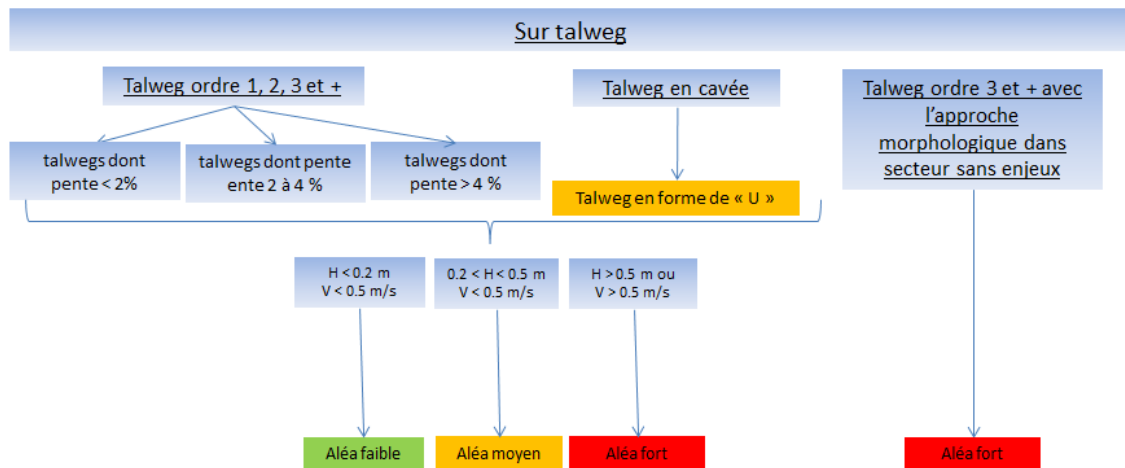 Sur talweg
Talweg ordre 1, 2, 3 et +
talwegs dont
pente < 2%
talwegs dont pente
ente 2 à 4 %
talwegs dont
pente > 4 %
Talweg en cavée
Talweg en forme de « U »
Talweg ordre 3 et + avec
l'approche
morphologique dans
secteur sans enjeux
H < 0.2 m
V < 0.5 m/s
0.2 < H < 0.5 m
V < 0.5 m/s
H > 0.5 m ou
V > 0.5 m/s
Aléa faible
Aléa moyen
Aléa fort
Aléa fort